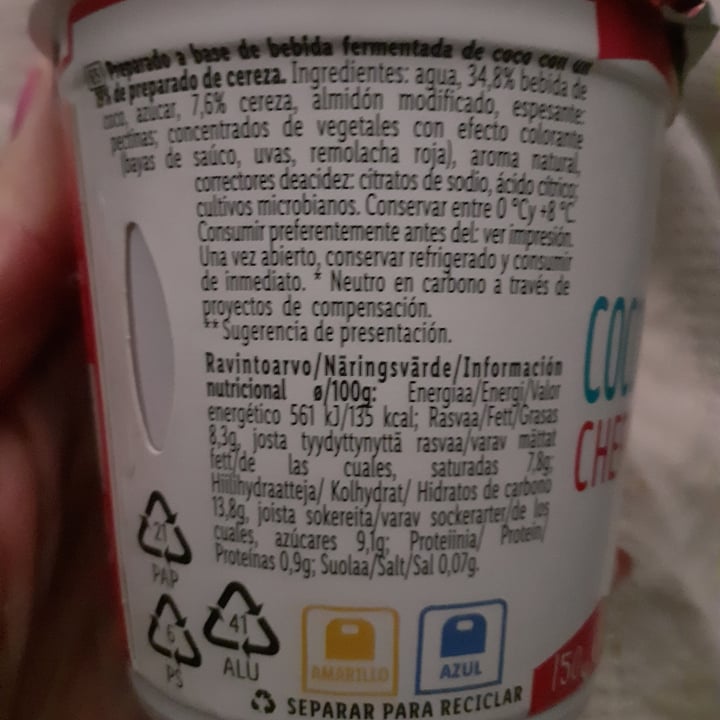 ES Preparado a base de bebida fermentada de coco con un
19% de preparado de cereza. Ingredientes: agua, 34,8% bebida de
coco, azúcar, 7,6% cereza, almidón modificado, espesante:
pectinas; concentrados de vegetales con efecto colorante
(bayas de saúco, uvas, remolacha roja), aroma natural,
correctores deacidez: citratos de sodio, ácido cítrico;
cultivos microbianos. Conservar entre 0 °Cy +8 °C
Consumir preferentemente antes del: ver impresión.
Una vez abierto, conservar refrigerado y consumir
de inmediato. * Neutro en carbono a través de
proyectos de compensación.
**Sugerencia de presentación.
Ravintoarvo/Näringsvärde/Información
nutricional ø/100g: Energiaa/Energi/Valor
energético 561 kJ/135 kcal; Rasvaa/Fett/Grasas
8,3g, josta tyydyttynyttä rasvaa/varav mättat
fett/de las cuales, saturadas 7,8g;
Hiilihydraatteja/ Kolhydrat/ Hidratos de carbono
13,8g, joista sokereita/varav sockerarter/de los
cuales, azúcares 9,1g; Proteiinia/ Protein/
Proteínas 0,9g; Suolaa/Salt/Sal 0,07g.
COC
CHE
21
PAP
6
PS
41
ALU
AMARILLO
AZUL
150
SEPARAR PARA RECICLAR